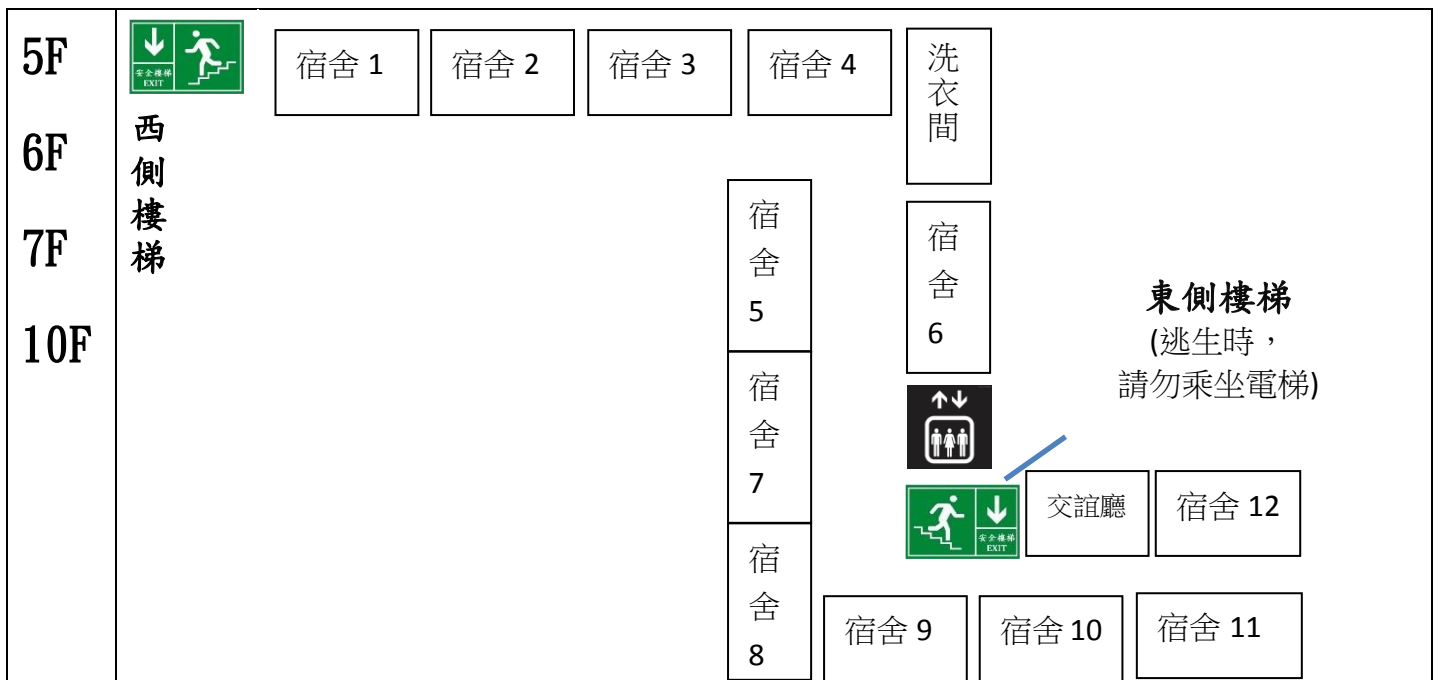 5F
6F
7F
10F
安全樓梯
EXIT
西側樓梯
宿舍 1
宿舍 2
宿舍 3
宿舍 4
洗衣間
宿舍 5
宿舍 6
東側樓梯
(逃生時，
請勿乘坐電梯)
宿舍 7
安全樓梯
EXIT
交誼廳
宿舍 12
宿舍 8
宿舍 9
宿舍 10
宿舍 11